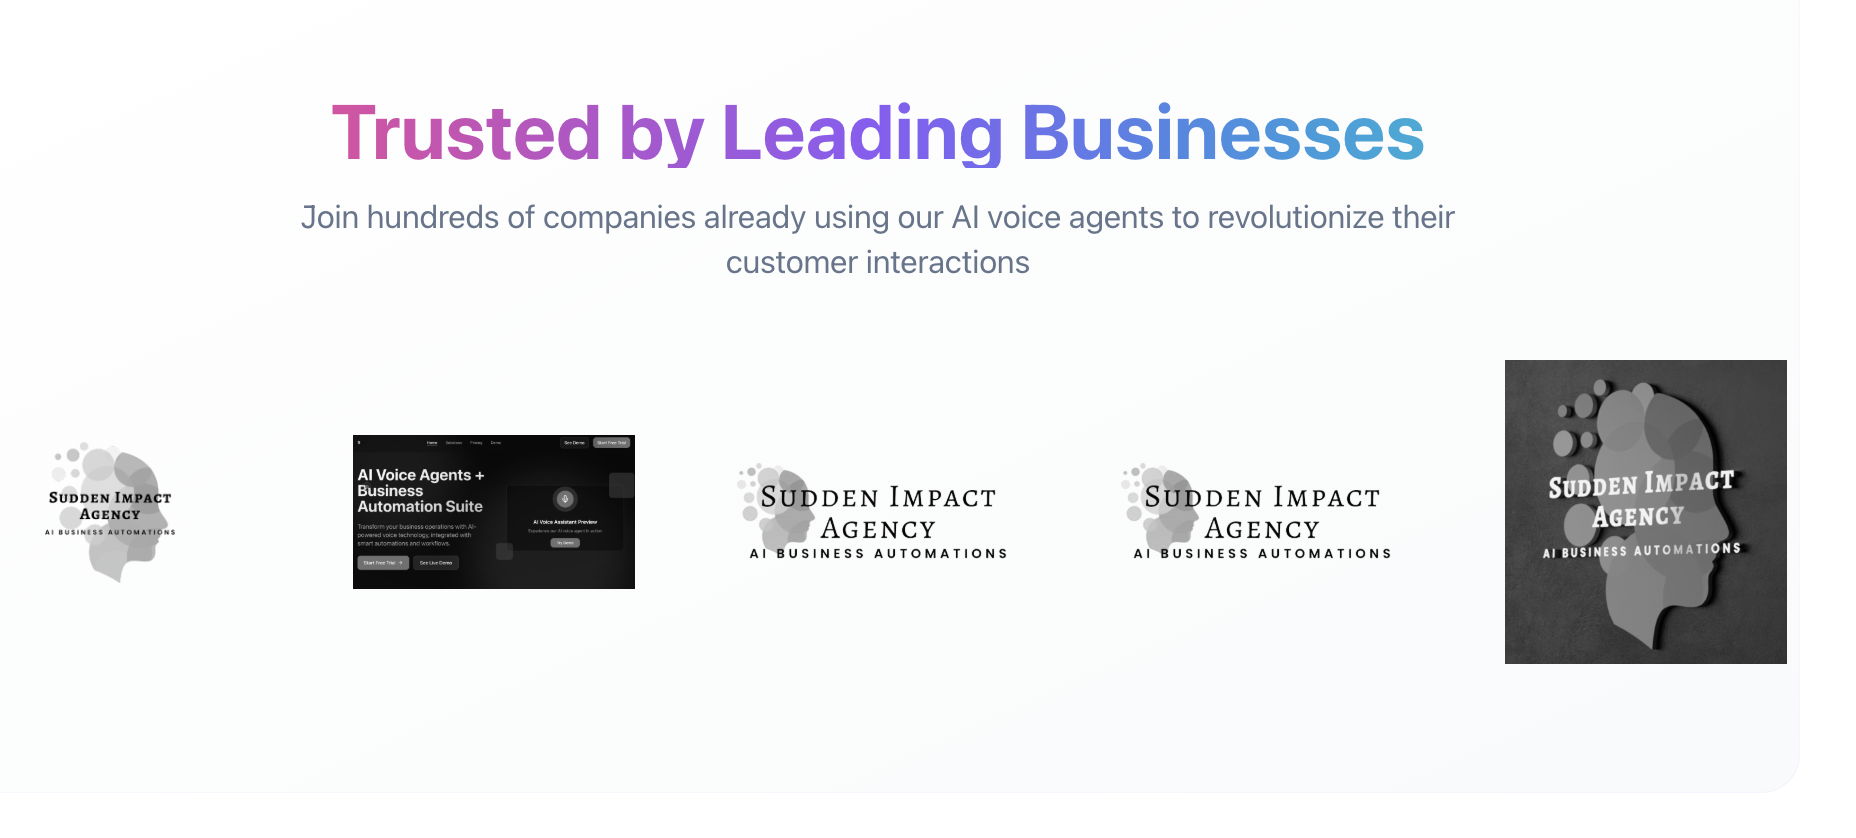 Trusted by Leading Businesses
Join hundreds of companies already using our AI voice agents to revolutionize their
customer interactions
SUDDEN IMPACT
AGENCY
AI BUSINESS AUTOMATIONS
Home Solutions Pricing Demo See Demo Start Free Trial
AI Voice Agents +
Business
Automation Suite
Transform your business operations with AI-
powered voice technology, integrated with
smart automations and workflows.
Start Free Trial → See Live Demo
AI Voice Assistant Preview
Experience our AI voice agent in action
Try Demo
SUDDEN IMPACT
AGENCY
AI BUSINESS AUTOMATIONS
SUDDEN IMPACT
AGENCY
AI BUSINESS AUTOMATIONS
SUDDEN IMPACT
AGENCY
AI BUSINESS AUTOMATIONS